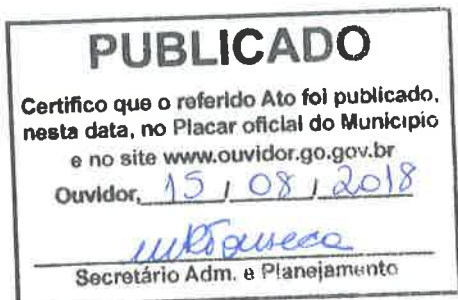 PUBLICADO
Certifico que o referido Ato foi publicado,
nesta data, no Placar oficial do Municipio
e no site www.ouvidor.go.gov.br
Ouvidor, 15 / 08 / 2018
Secretário Adm. e Planejamento